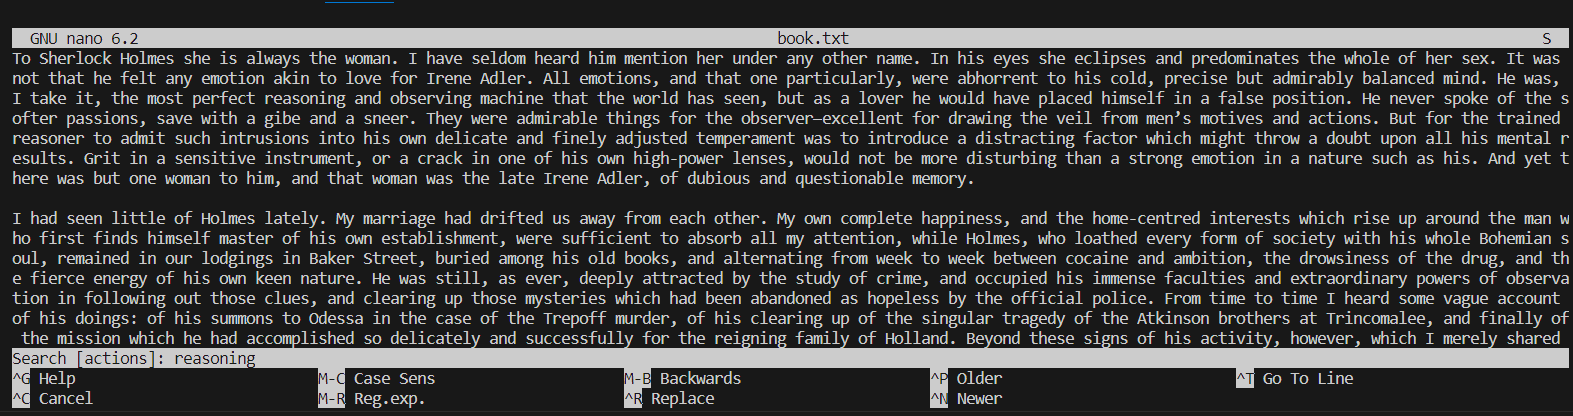 GNU nano 6.2 book.txt S
To Sherlock Holmes she is always the woman. I have seldom heard him mention her under any other name. In his eyes she eclipses and predominates the whole of her sex. It was
not that he felt any emotion akin to love for Irene Adler. All emotions, and that one particularly, were abhorrent to his cold, precise but admirably balanced mind. He was,
I take it, the most perfect reasoning and observing machine that the world has seen, but as a lover he would have placed himself in a false position. He never spoke of the s
ofter passions, save with a gibe and a sneer. They were admirable things for the observer—excellent for drawing the veil from men’s motives and actions. But for the trained
reasoner to admit such intrusions into his own delicate and finely adjusted temperament was to introduce a distracting factor which might throw a doubt upon all his mental r
esults. Grit in a sensitive instrument, or a crack in one of his own high-power lenses, would not be more disturbing than a strong emotion in a nature such as his. And yet t
here was but one woman to him, and that woman was the late Irene Adler, of dubious and questionable memory.
I had seen little of Holmes lately. My marriage had drifted us away from each other. My own complete happiness, and the home-centred interests which rise up around the man w
ho first finds himself master of his own establishment, were sufficient to absorb all my attention, while Holmes, who loathed every form of society with his whole Bohemian s
oul, remained in our lodgings in Baker Street, buried among his old books, and alternating from week to week between cocaine and ambition, the drowsiness of the drug, and th
e fierce energy of his own keen nature. He was still, as ever, deeply attracted by the study of crime, and occupied his immense faculties and extraordinary powers of observa
tion in following out those clues, and clearing up those mysteries which had been abandoned as hopeless by the official police. From time to time I heard some vague account
of his doings: of his summons to Odessa in the case of the Trepoff murder, of his clearing up of the singular tragedy of the Atkinson brothers at Trincomalee, and finally of
the mission which he had accomplished so delicately and successfully for the reigning family of Holland. Beyond these signs of his activity, however, which I merely shared
Search [actions]: reasoning
^G Help M-C Case Sens M-B Backwards ^P Older ^T Go To Line
^C Cancel M-R Reg.exp. ^R Replace ^N Newer